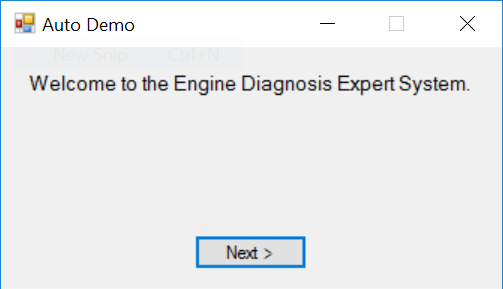 Auto Demo
New Snip Ctrl+N
Welcome to the Engine Diagnosis Expert System.
Next >